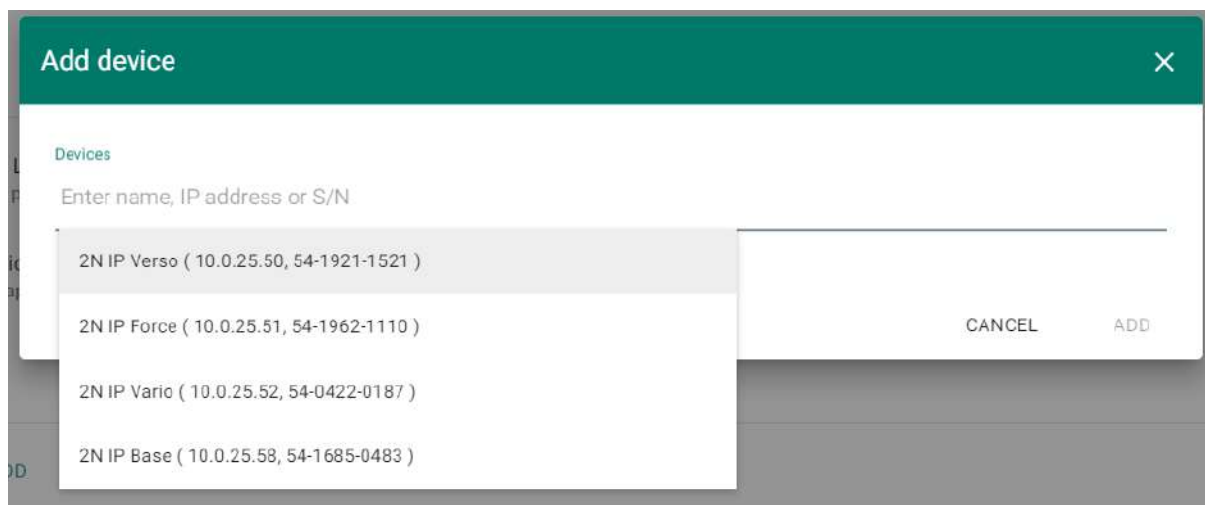 Add device
Devices
Enter name, IP address or S/N
2N IP Verso ( 10.0.25.50, 54-1921-1521 )
2N IP Force ( 10.0.25.51, 54-1962-1110 )
CANCEL ADD
2N IP Vario ( 10.0.25.52, 54-0422-0187 )
2N IP Base ( 10.0.25.58, 54-1685-0483 )